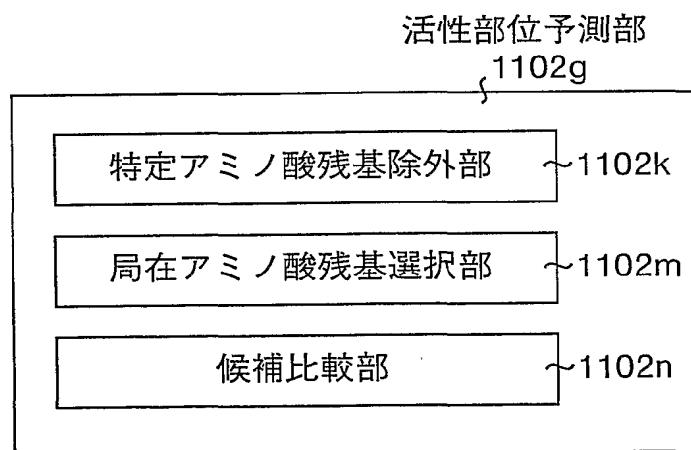 活性部位予測部
1102g
特定アミノ酸残基除外部 1102k
局在アミノ酸残基選択部 1102m
候補比較部 1102n